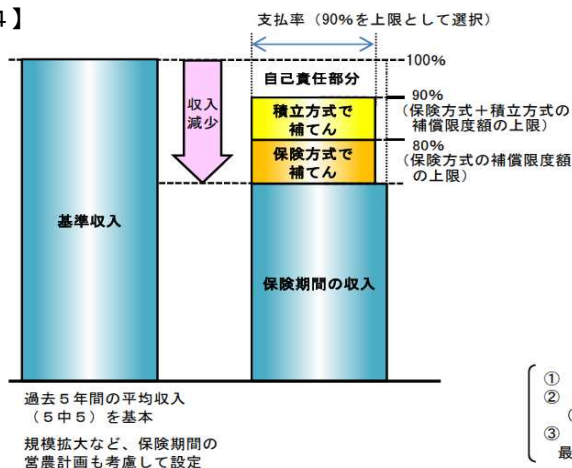 4】
支払率（90%を上限として選択）
100%
自己責任部分
90%
（保険方式＋積立方式の
補償限度額の上限）
収入
減少
積立方式で
補てん
80%
（保険方式の補償限度額
の上限）
保険方式で
補てん
基準収入
保険期間の収入
過去５年間の平均収入
（５中５）を基本
規模拡大など、保険期間の
営農計画も考慮して設定
①
②
（
③
最